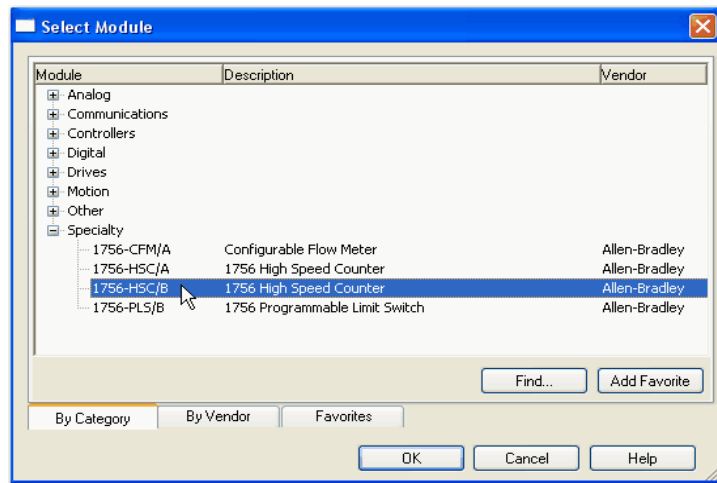 Select Module
Module Description Vendor
Analog
Communications
Controllers
Digital
Drives
Motion
Other
Specialty
1756-CFM/A Configurable Flow Meter Allen-Bradley
1756-HSC/A 1756 High Speed Counter Allen-Bradley
1756-HSC/B 1756 High Speed Counter Allen-Bradley
1756-PLS/B 1756 Programmable Limit Switch Allen-Bradley
Find... Add Favorite
By Category By Vendor Favorites
OK Cancel Help